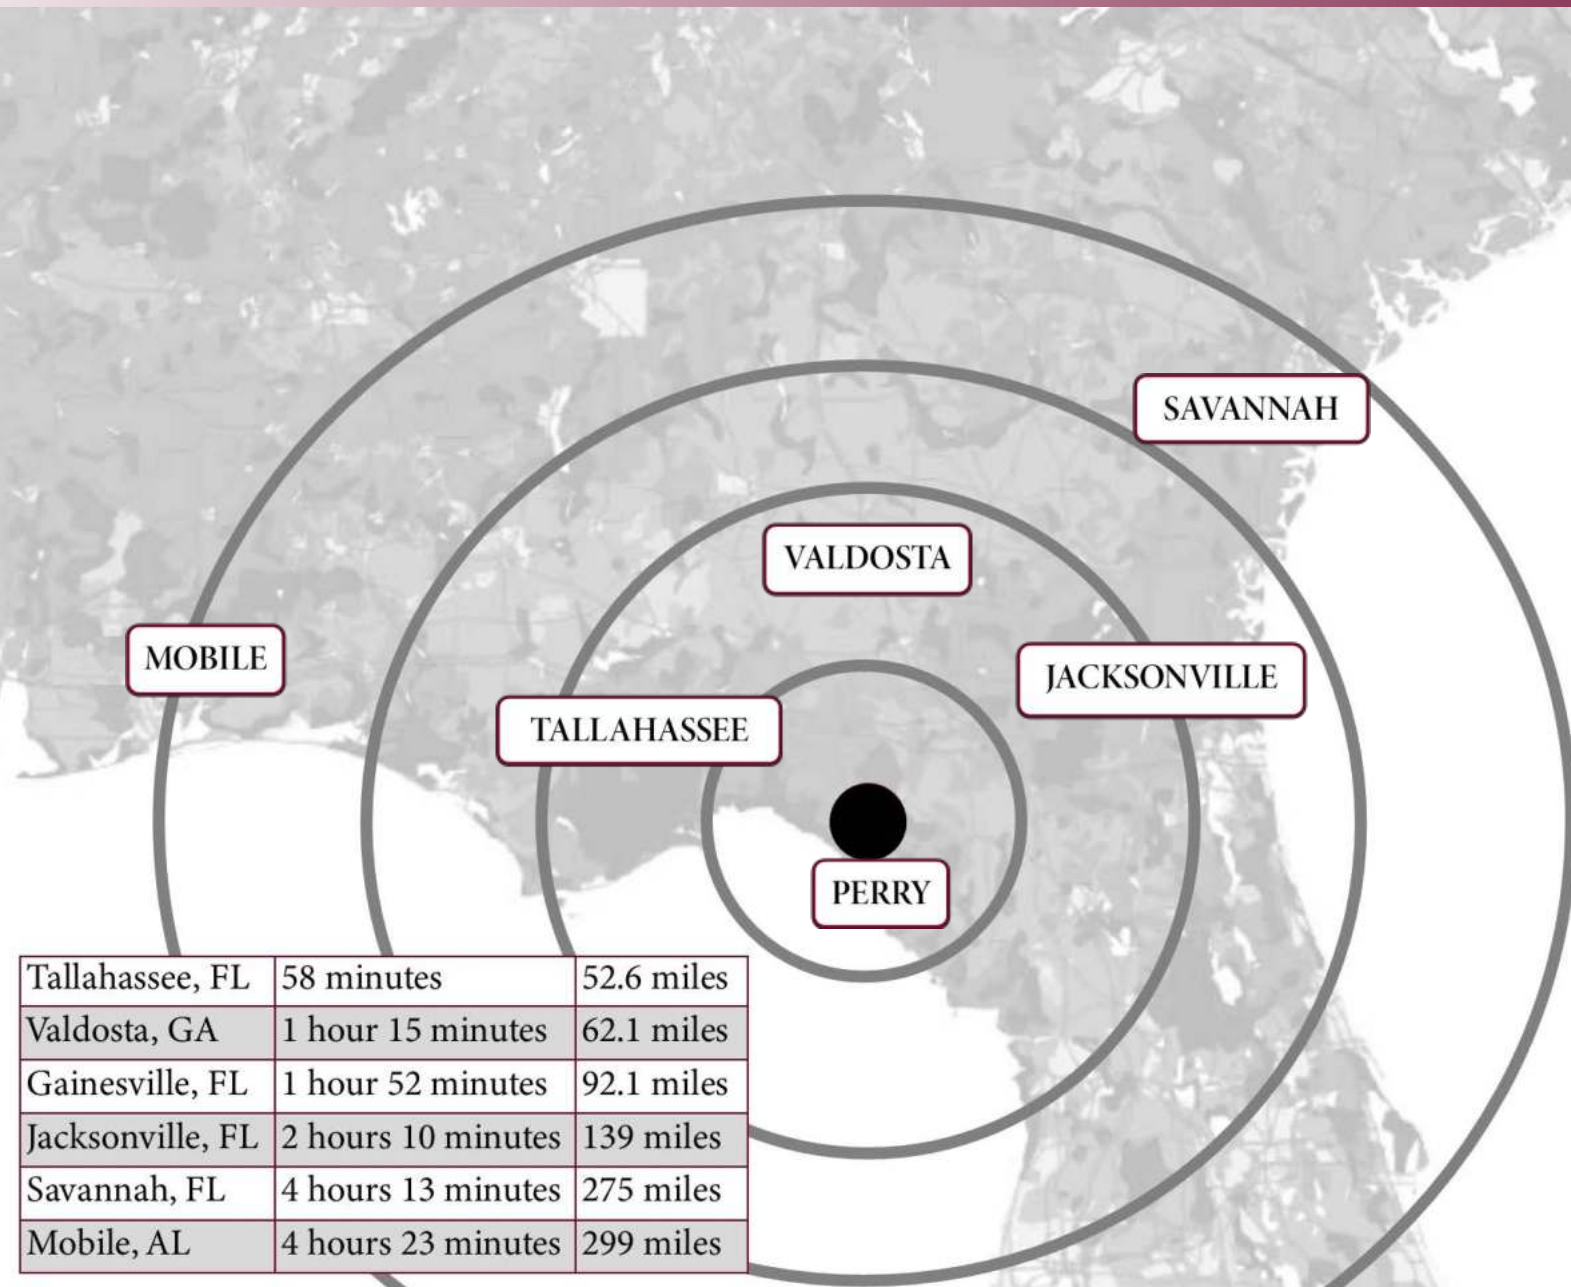 SAVANNAH
VALDOSTA
MOBILE
JACKSONVILLE
TALLAHASSEE
PERRY
Tallahassee, FL 58 minutes 52.6 miles
Valdosta, GA 1 hour 15 minutes 62.1 miles
Gainesville, FL 1 hour 52 minutes 92.1 miles
Jacksonville, FL 2 hours 10 minutes 139 miles
Savannah, FL 4 hours 13 minutes 275 miles
Mobile, AL 4 hours 23 minutes 299 miles